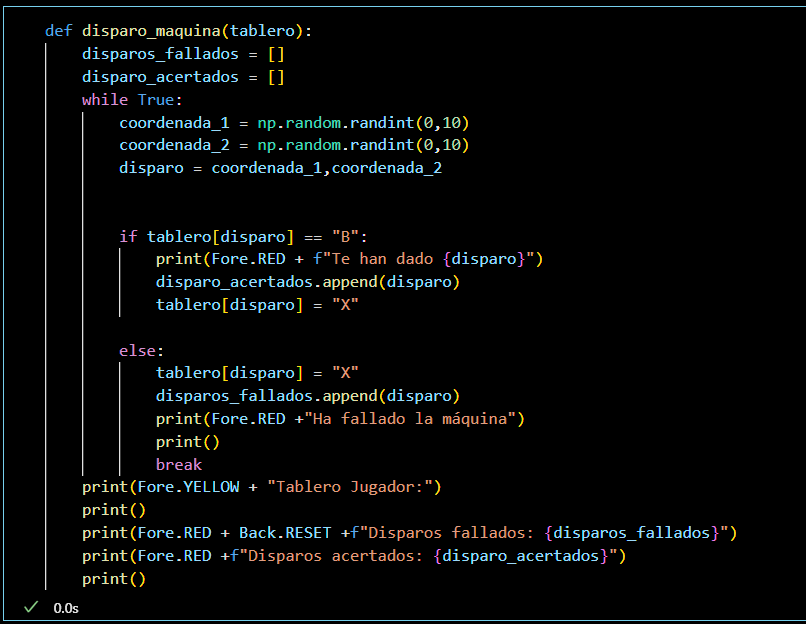 def disparo_maquina(tablero):
    disparos_fallados = []
    disparo_acertados = []
    while True:
        coordenada_1 = np.random.randint(0,10)
        coordenada_2 = np.random.randint(0,10)
        disparo = coordenada_1,coordenada_2
        if tablero[disparo] == "B":
            print(Fore.RED + f"Te han dado {disparo}")
            disparo_acertados.append(disparo)
            tablero[disparo] = "X"
        else:
            tablero[disparo] = "X"
            disparos_fallados.append(disparo)
            print(Fore.RED +"Ha fallado la máquina")
            print()
            break
    print(Fore.YELLOW + "Tablero Jugador:")
    print()
    print(Fore.RED + Back.RESET +f"Disparos fallados: {disparos_fallados}")
    print(Fore.RED +f"Disparos acertados: {disparo_acertados}")
    print()
0.0s